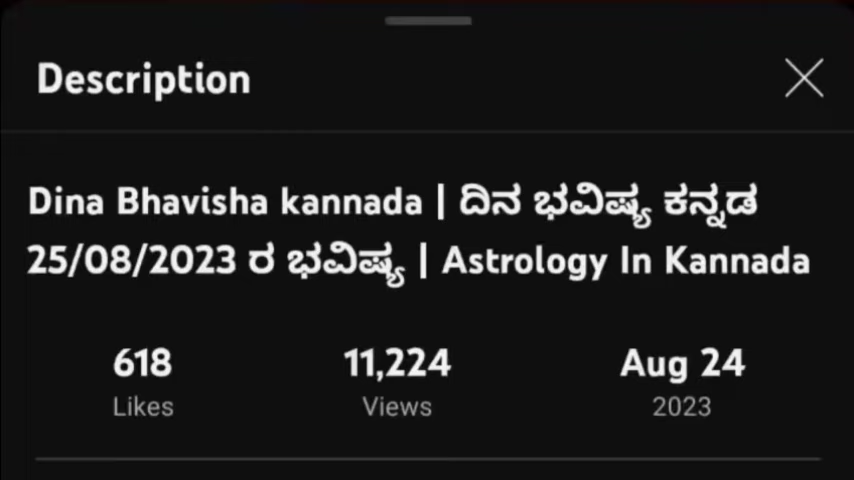 Description
Dina Bhavisha kannada | ದಿನ ಭವಿಷ್ಯ ಕನ್ನಡ
25/08/2023 ರ ಭವಿಷ್ಯ | Astrology In Kannada
618 11,224 Aug 24
Likes Views 2023